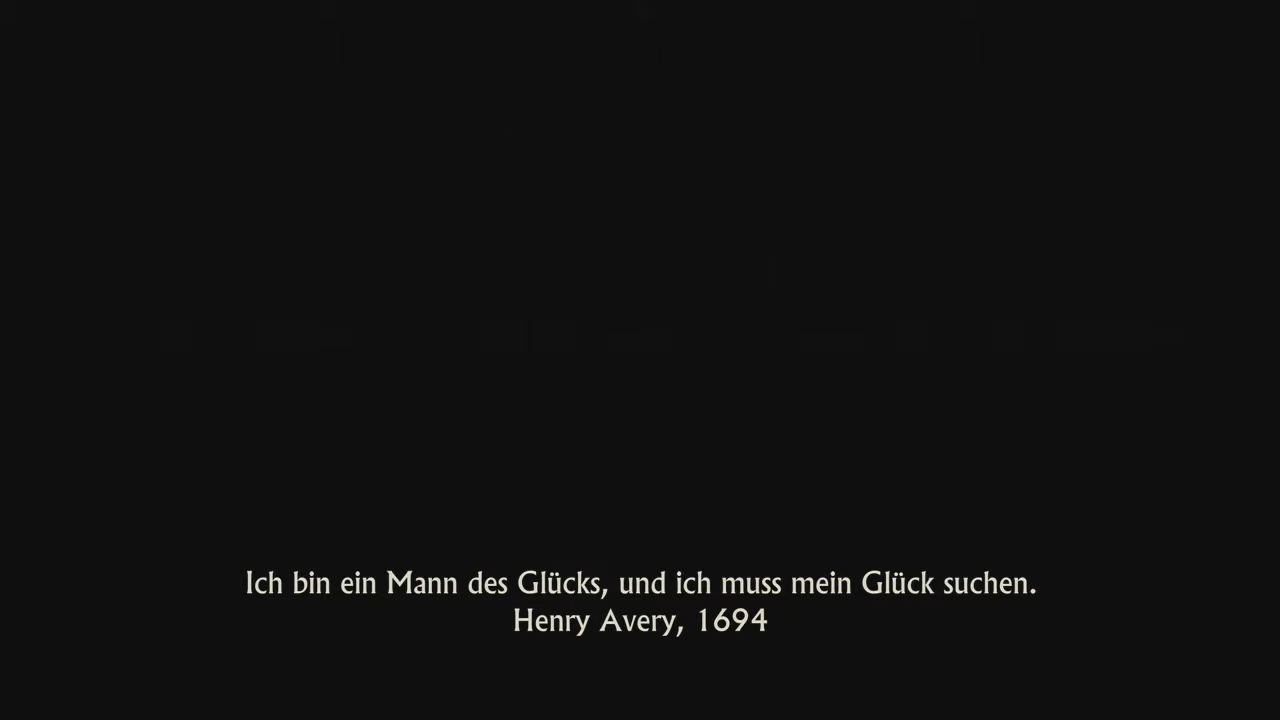 Ich bin ein Mann des Glücks, und ich muss mein Glück suchen.
Henry Avery, 1694